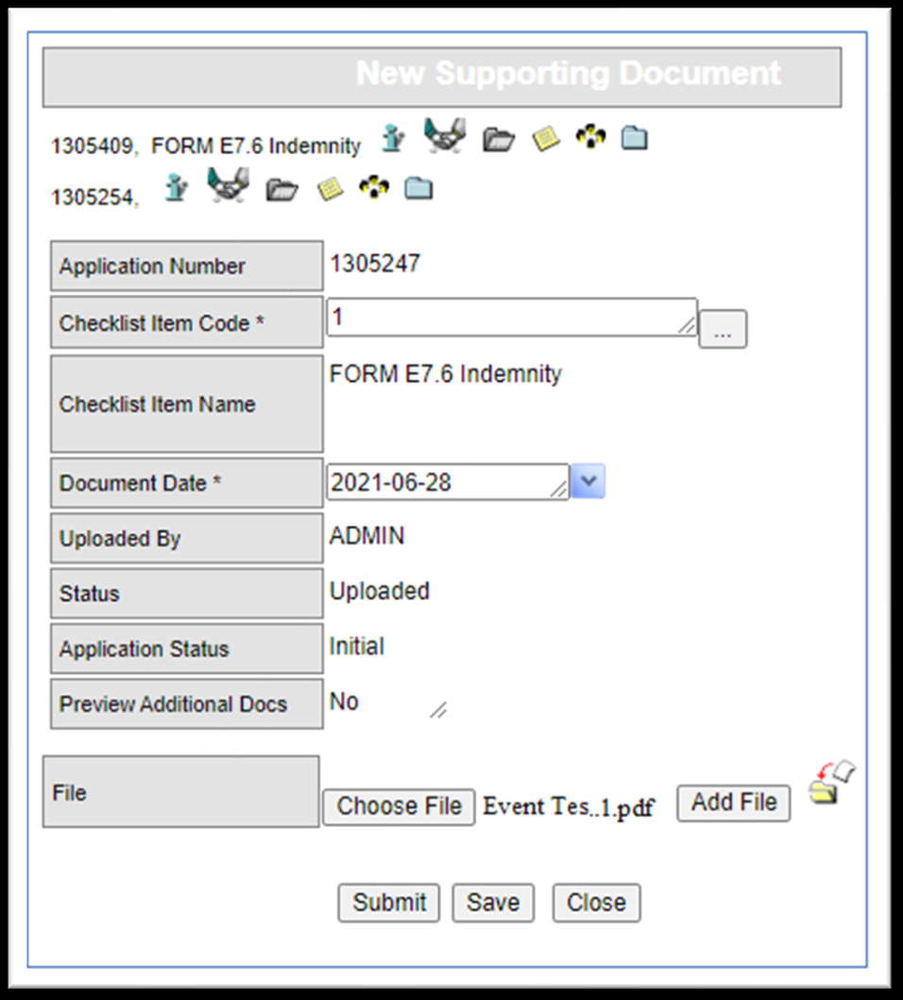 New Supporting Document
1305409, FORM E7.6 Indemnity
1305254,
Application Number 1305247
Checklist Item Code * 1 ...
Checklist Item Name FORM E7.6 Indemnity
Document Date * 2021-06-28
Uploaded By ADMIN
Status Uploaded
Application Status Initial
Preview Additional Docs No
File Choose File Event Tes..1.pdf Add File
Submit Save Close